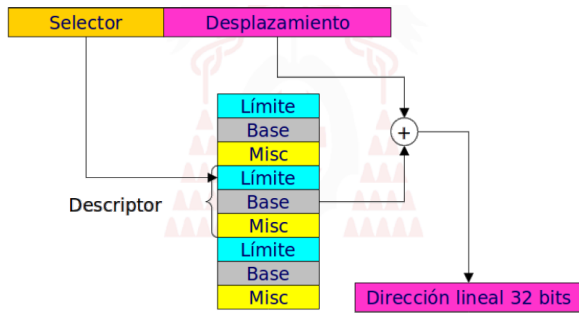 Selector Desplazamiento
Límite
Base
+
Misc
Límite
Descriptor Base
Misc
Límite
Base
Misc
Dirección lineal 32 bits